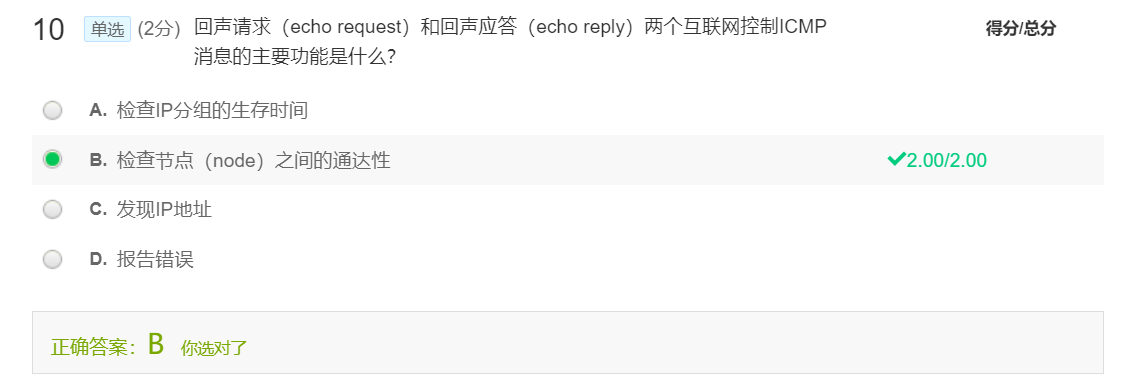 10 单选 (2分) 回声请求（echo request）和回声应答（echo reply）两个互联网控制ICMP 得分/总分
消息的主要功能是什么？
A. 检查IP分组的生存时间
B. 检查节点（node）之间的通达性 2.00/2.00
C. 发现IP地址
D. 报告错误
正确答案：B 你选对了